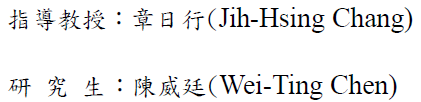 指導教授：章日行(Jih-Hsing Chang)
研 究 生：陳威廷(Wei-Ting Chen)